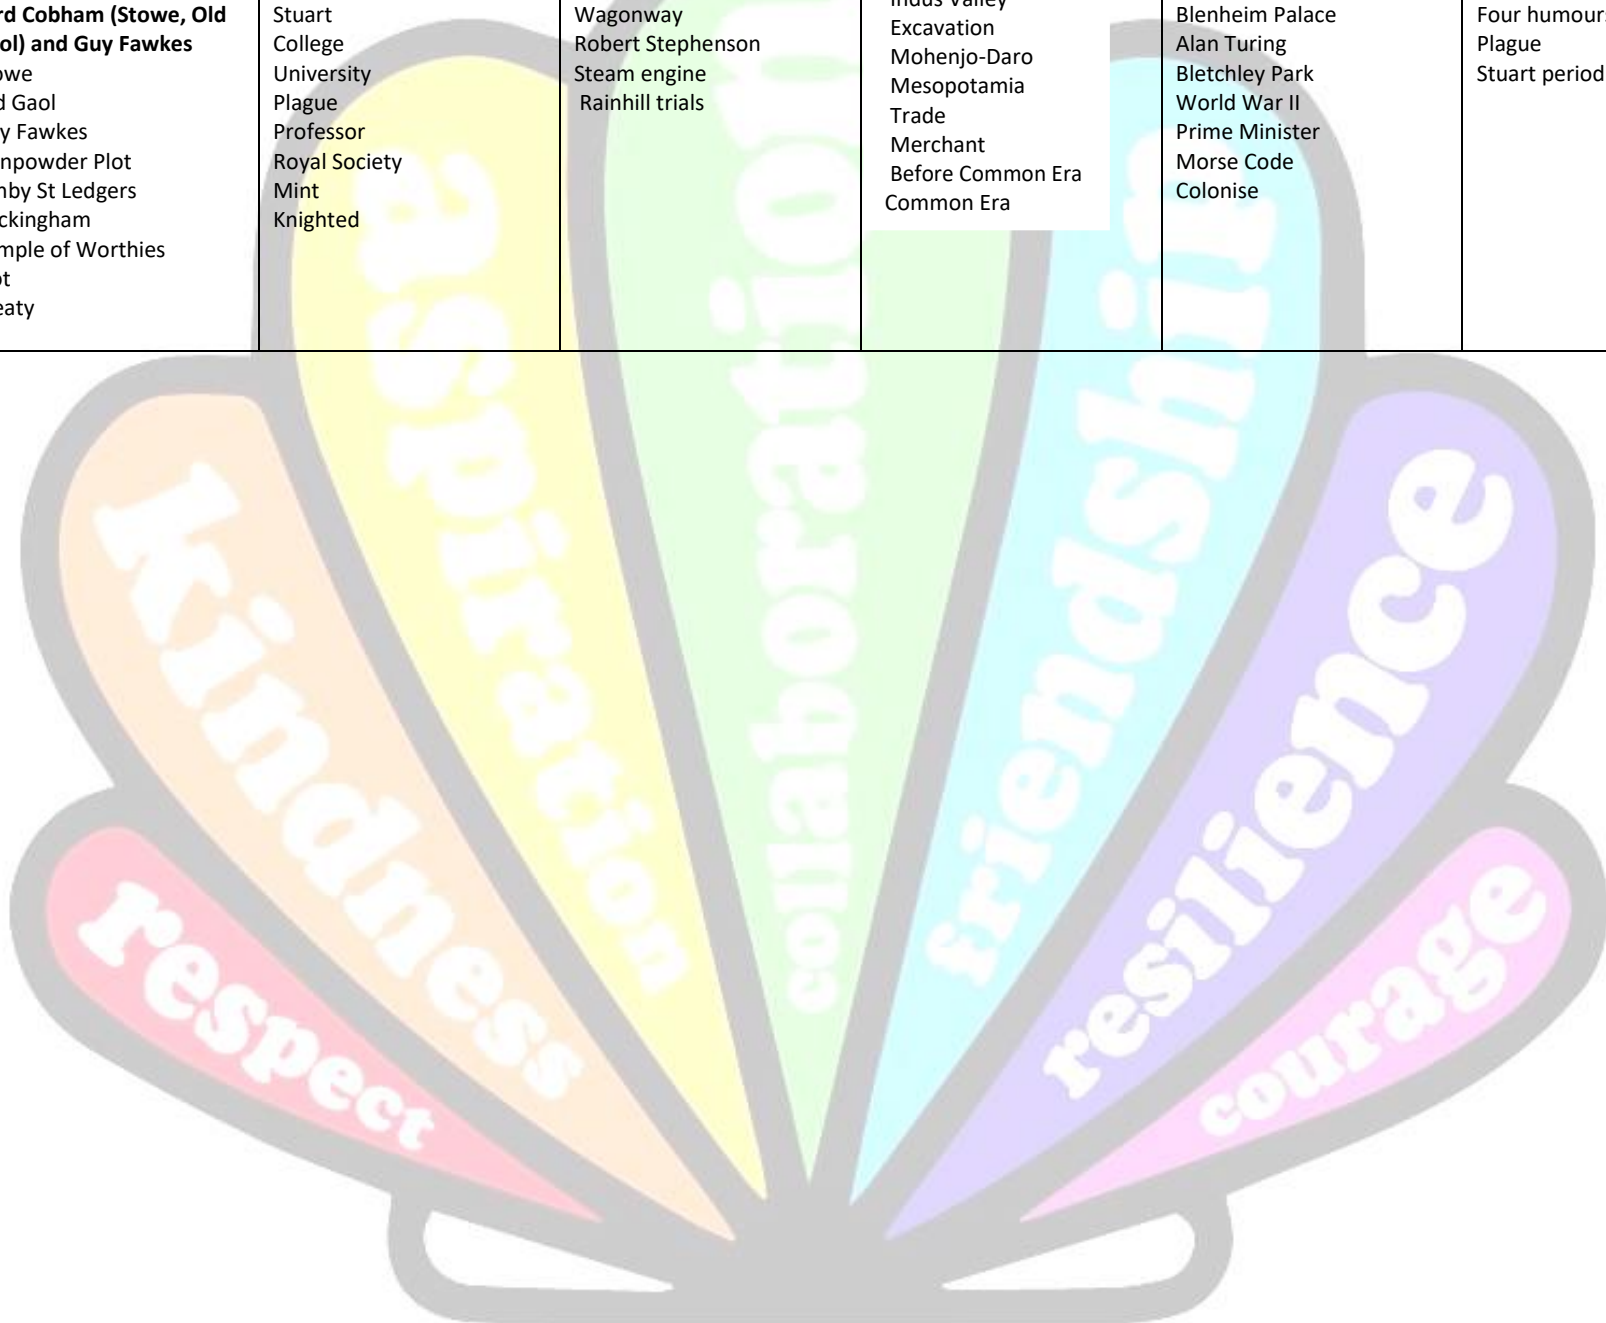 rd Cobham (Stowe, Old
ol) and Guy Fawkes
owe
d Gaol
y Fawkes
npowder Plot
nby St Ledgers
ckingham
mple of Worthies
ot
eaty
Stuart
College
University
Plague
Professor
Royal Society
Mint
Knighted
Wagonway
Robert Stephenson
Steam engine
Rainhill trials
Indus Valley
Excavation
Mohenjo-Daro
Mesopotamia
Trade
Merchant
Before Common Era
Common Era
Blenheim Palace
Alan Turing
Bletchley Park
World War II
Prime Minister
Morse Code
Colonise
Four humours
Plague
Stuart period
respect
kindness
aspiration
collaboration
friendship
resilience
courage